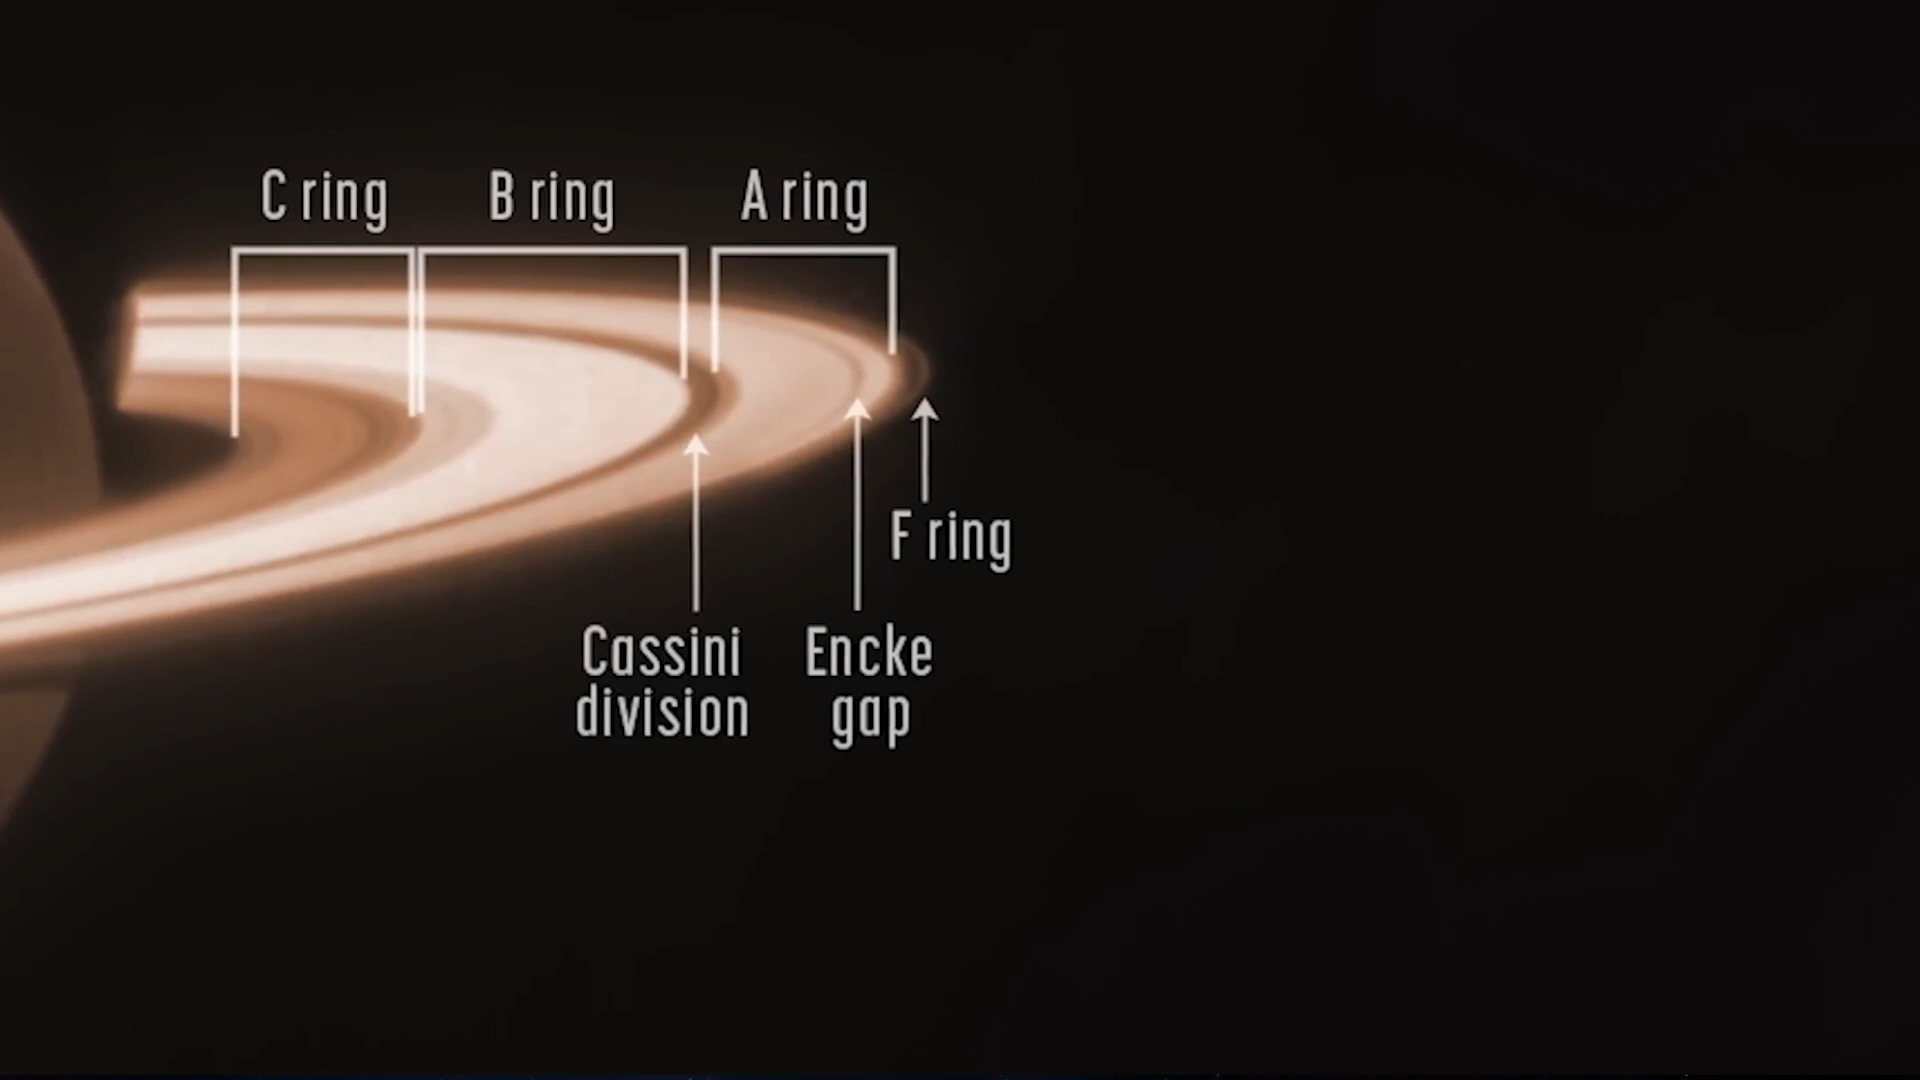 C ring
B ring
A ring
F ring
Cassini
division
Encke
gap